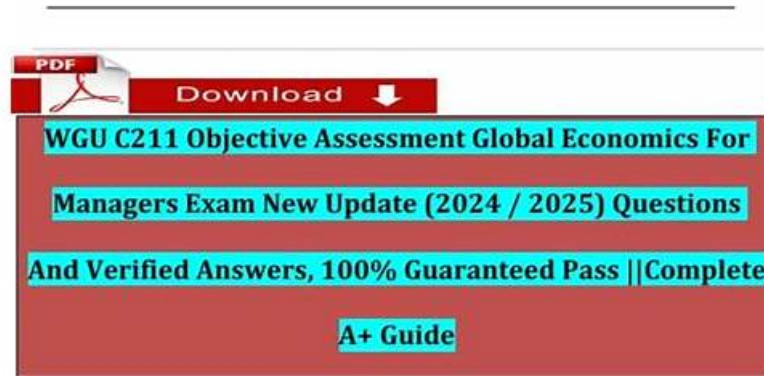 PDF
Download
WGU C211 Objective Assessment Global Economics For
Managers Exam New Update (2024 / 2025) Questions
And Verified Answers, 100% Guaranteed Pass ||Complete
A+ Guide